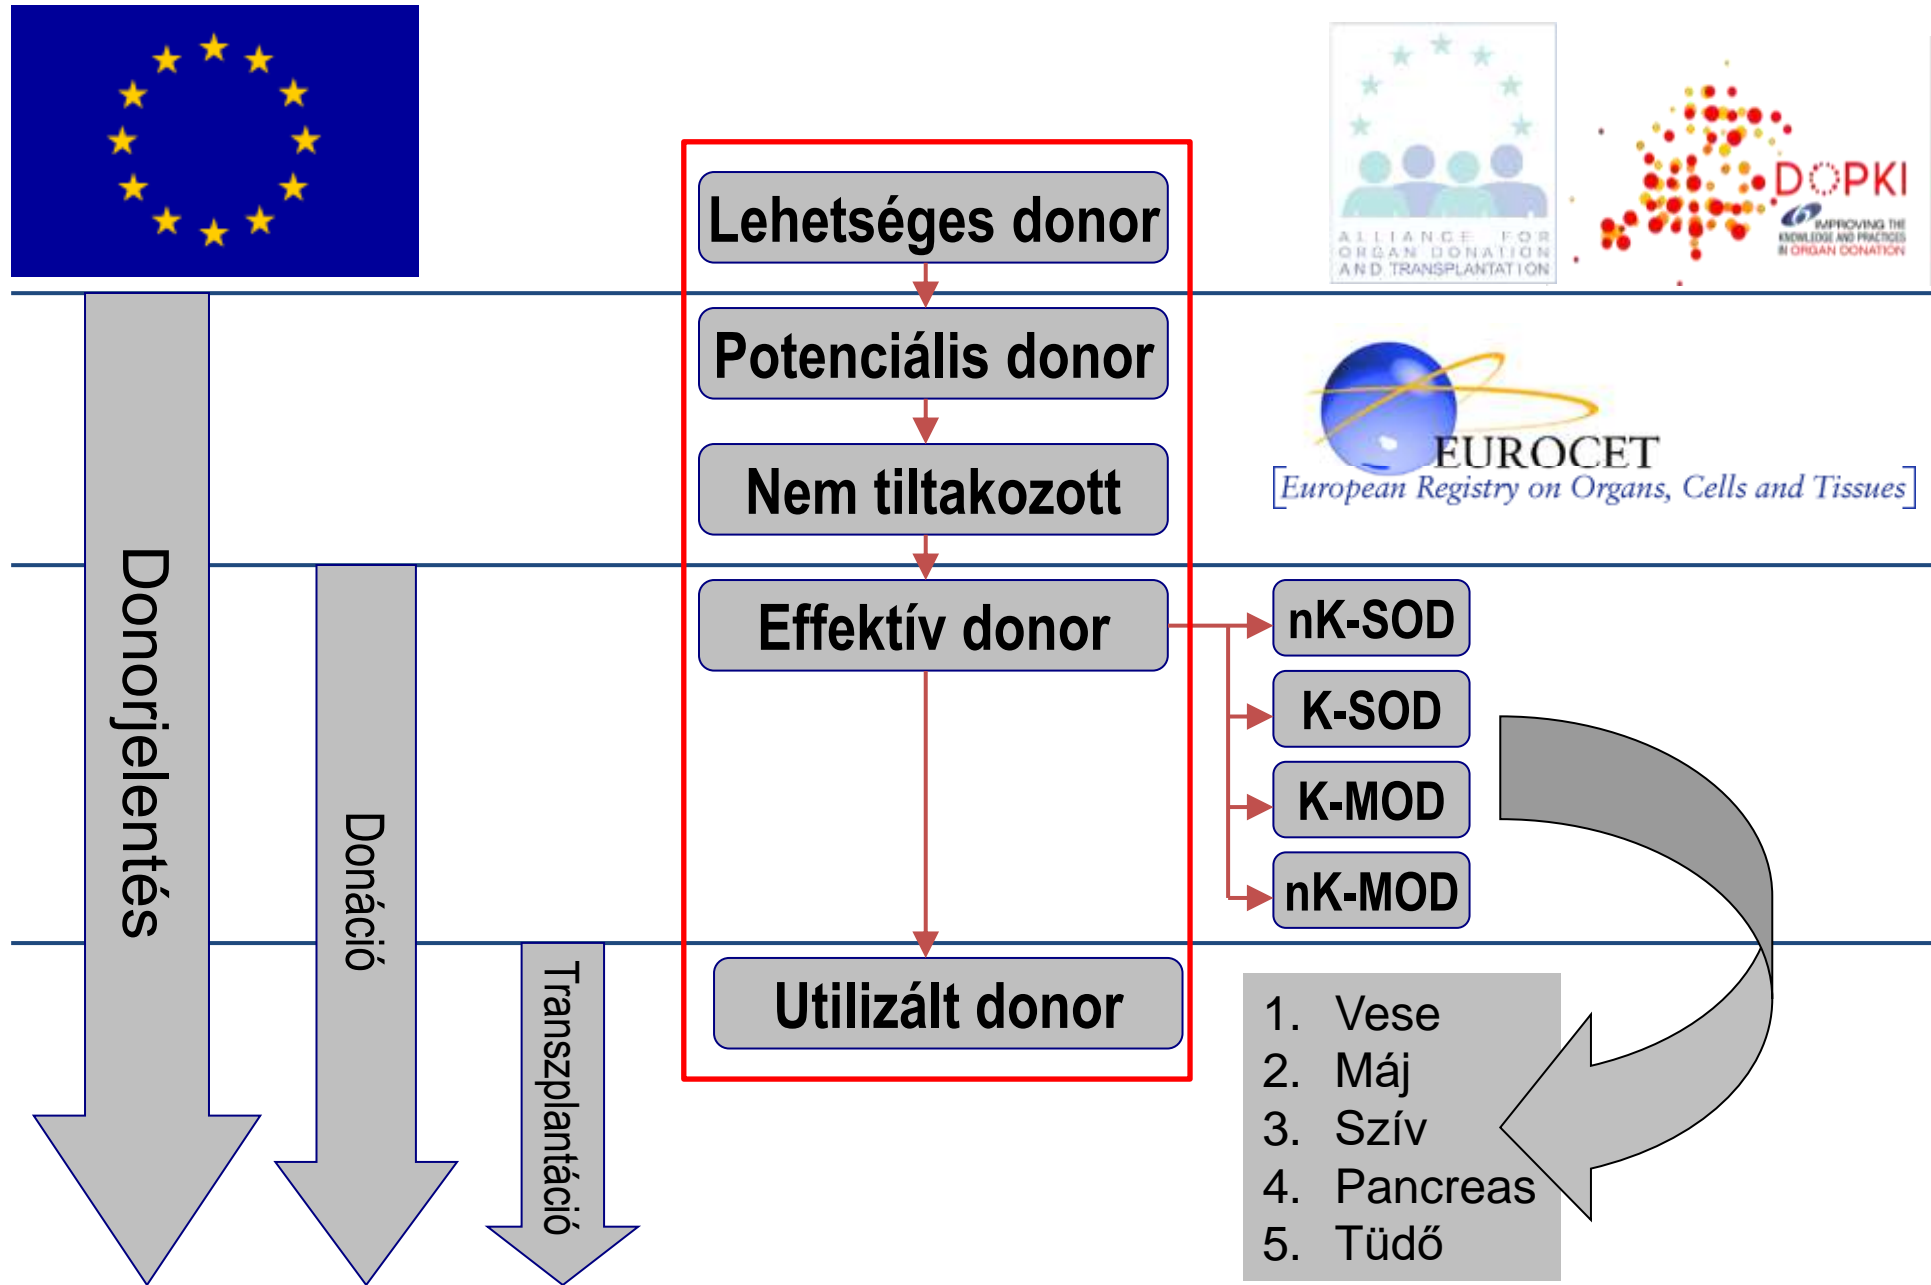 ALLIANCE FOR
ORGAN DONATION
AND TRANSPLANTATION
DOPKI
6 IMPROVING THE
KNOWLEDGE AND PRACTICES
IN ORGAN DONATION
Lehetséges donor
Potenciális donor
EUROCET
[European Registry on Organs, Cells and Tissues]
Nem tiltakozott
Effektív donor
nK-SOD
K-SOD
K-MOD
nK-MOD
Utilizált donor
Donorjelentés
Donáció
Transzplantáció
1. Vese
2. Máj
3. Szív
4. Pancreas
5. Tüdő